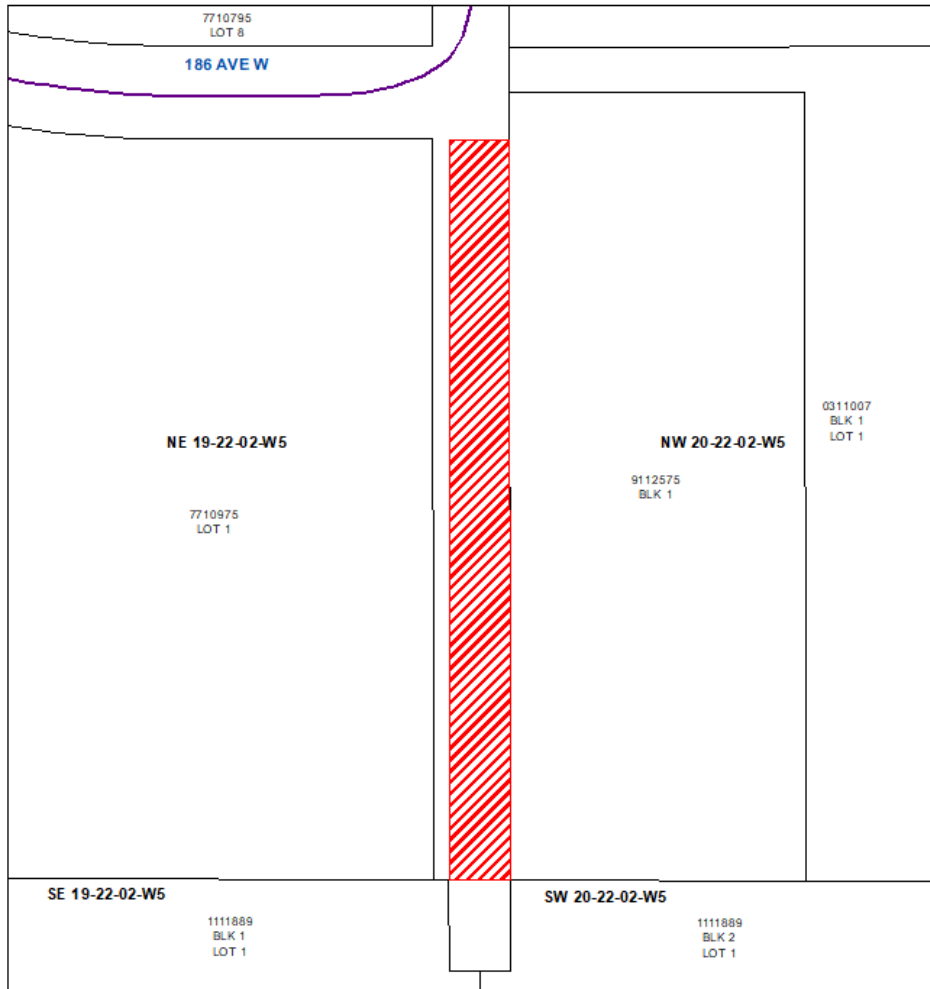 7710795
LOT 8
186 AVE W
0311007
BLK 1
LOT 1
NE 19-22-02-W5
NW 20-22-02-W5
9112575
BLK 1
7710975
LOT 1
SE 19-22-02-W5
SW 20-22-02-W5
1111889
BLK 1
LOT 1
1111889
BLK 2
LOT 1